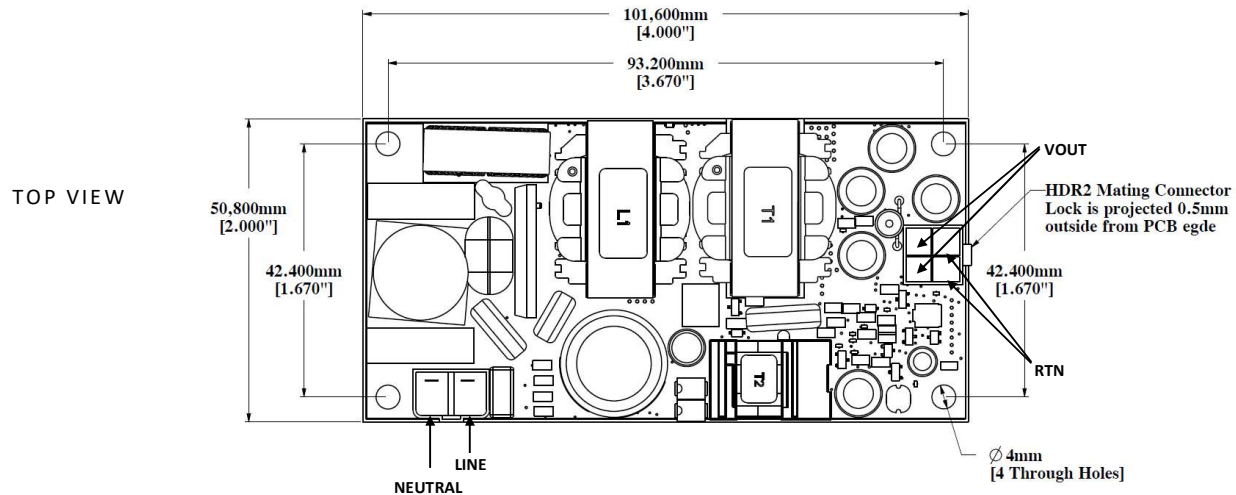 101,600mm
[4.000"]
93.200mm
[3.670"]
TOP VIEW
50,800mm
[2.000"]
42.400mm
[1.670"]
L1
T1
T2
VOUT
HDR2 Mating Connector
Lock is projected 0.5mm
outside from PCB egde
42.400mm
[1.670"]
RTN
∅ 4mm
[4 Through Holes]
LINE
NEUTRAL